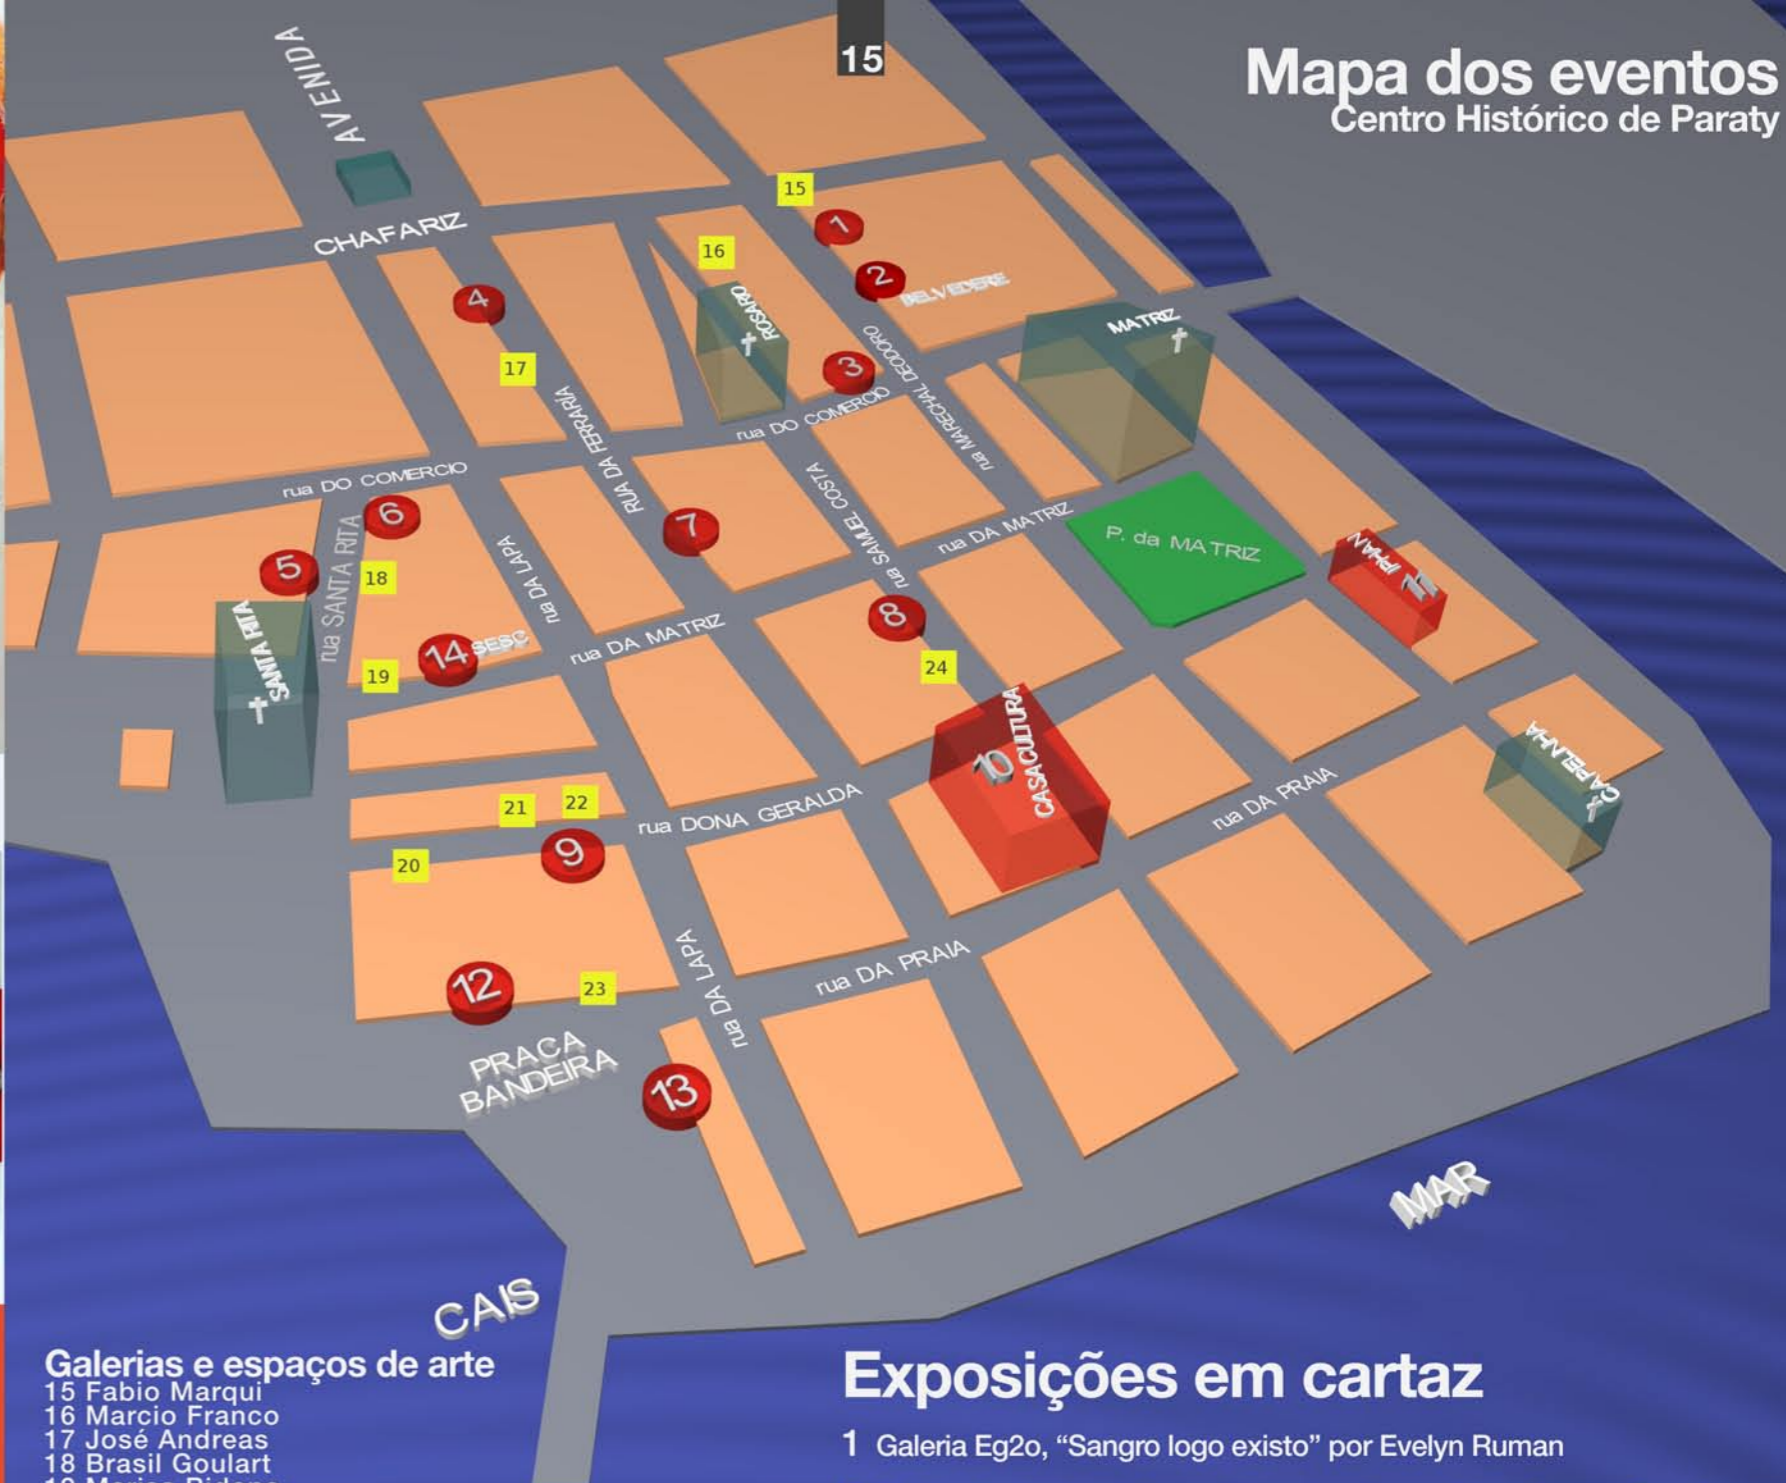 15
Mapa dos eventos
Centro Histórico de Paraty
AVENIDA
CHAFARIZ
15
1
16
2
BELVEDERE
4
ROSARIO
MATRIZ
17
3
rua MARECHAL DEODORO
rua DO COMERCIO
RUA DA FERRARIA
rua DO COMERCIO
rua SAMUEL COSTA
6
7
rua DA MATRIZ
P. da MATRIZ
IPHAN
11
5
18
rua SANTA RITA
rua DA LAPA
SANTA RITA
14
SESC
rua DA MATRIZ
8
19
24
CASA CULTURA
10
CAPELINHA
21
22
rua DONA GERALDA
rua DA PRAIA
20
9
12
23
rua DA LAPA
rua DA PRAIA
PRACA
BANDEIRA
13
MAR
CAIS
Galerias e espaços de arte
15 Fabio Marqui
16 Marcio Franco
17 José Andreas
18 Brasil Goulart
Exposições em cartaz
1 Galeria Eg2o, “Sangro logo existo” por Evelyn Ruman